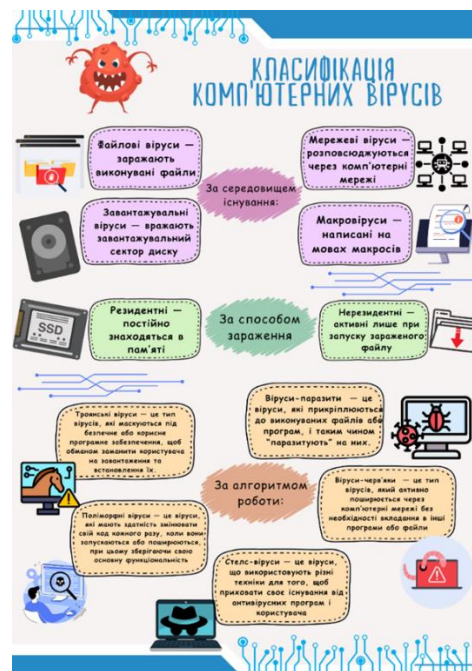 КЛАСИФІКАЦІЯ
КОМП'ЮТЕРНИХ ВІРУСІВ
Файлові віруси —
заражають
виконувані файли
Мережеві віруси —
розповсюджуються
через комп'ютерні
мережі
За середовищем
існування:
Завантажувальні
віруси — вражають
завантажувальний
сектор диску
Макровіруси —
написані на
мовах макросів
SSD
Резидентні —
постійно
знаходяться в
пам'яті
За способом
зараження
Нерезидентні —
активні лише при
запуску зараженого
файлу
Троянські віруси — це тип
вірусів, які маскуються під
безпечне або корисне
програмне забезпечення, щоб
обманом заманити користувача
на завантаження та
встановлення їх.
Віруси-паразити — це
віруси, які прикріплюються
до виконуваних файлів або
програм, і таким чином
"паразитують" на них.
За алгоритмом
роботи:
Віруси-черв'яки — це тип
вірусів, який активно
поширюється через
комп'ютерні мережі без
необхідності вкладення в інші
програми або файли
Поліморфні віруси — це віруси,
які мають здатність змінювати
свій код кожного разу, коли вони
запускаються або поширюються,
при цьому зберігаючи свою
основну функціональність
Стелс-віруси — це віруси,
що використовують різні
техніки для того, щоб
приховати своє існування від
антивірусних програм і
користувача